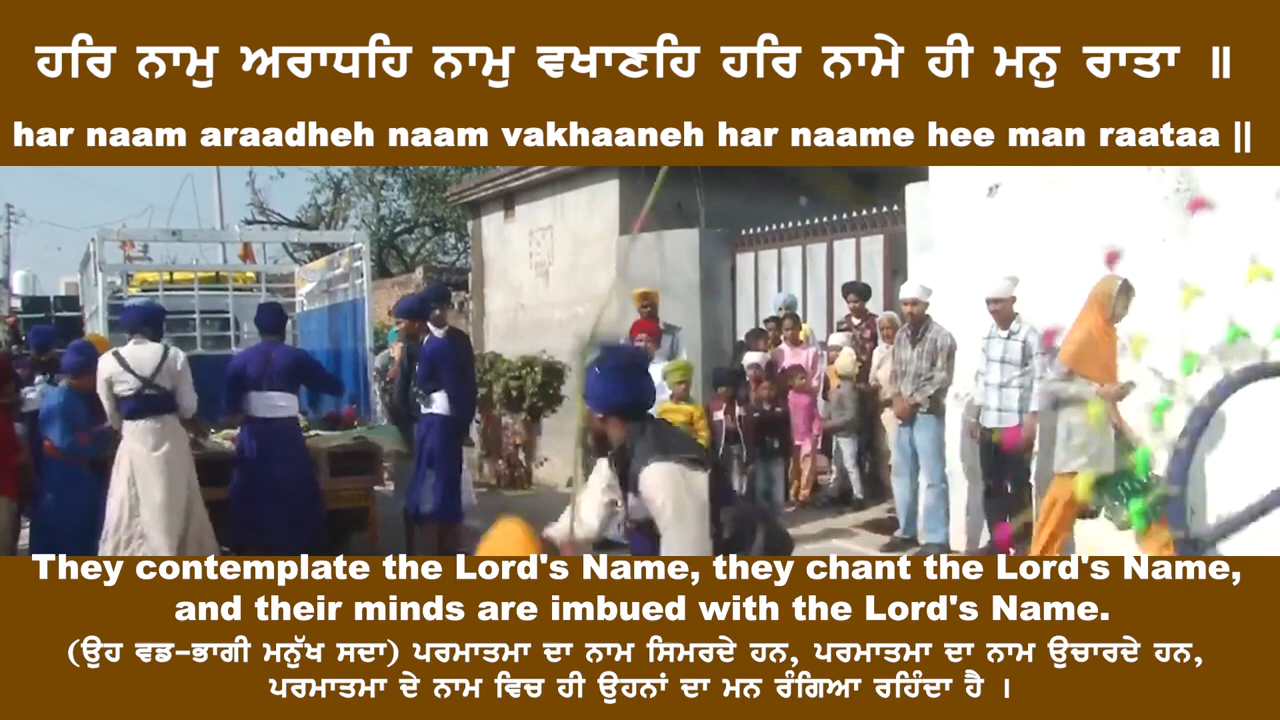 ਹਰਿ ਨਾਮੁ ਅਰਾਧਹਿ ਨਾਮੁ ਵਖਾਣਹਿ ਹਰਿ ਨਾਮੇ ਹੀ ਮਨੁ ਰਾਤਾ ॥
har naam araadheh naam vakhaaneh har naame hee man raataa ||
They contemplate the Lord's Name, they chant the Lord's Name,
and their minds are imbued with the Lord's Name.
(ਉਹ ਵਡ-ਭਾਗੀ ਮਨੁੱਖ ਸਦਾ) ਪਰਮਾਤਮਾ ਦਾ ਨਾਮ ਸਿਮਰਦੇ ਹਨ, ਪਰਮਾਤਮਾ ਦਾ ਨਾਮ ਉਚਾਰਦੇ ਹਨ,
ਪਰਮਾਤਮਾ ਦੇ ਨਾਮ ਵਿਚ ਹੀ ਉਹਨਾਂ ਦਾ ਮਨ ਰੰਗਿਆ ਰਹਿੰਦਾ ਹੈ ।